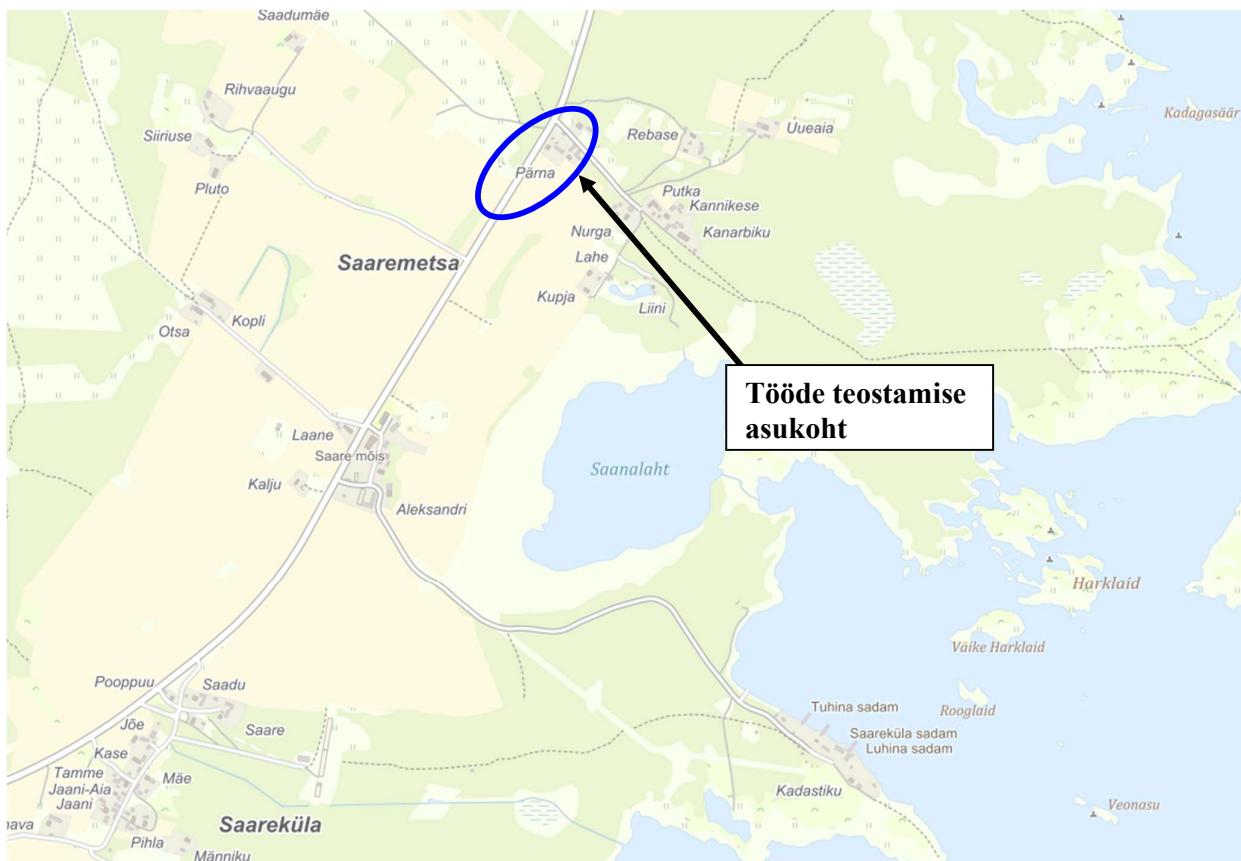 Saadumäe
Rihvaaugu
Siiriuse
Pluto
Pärna
Rebase
Uueaia
Kadagasäär
Putka
Kannikese
Kanarbiku
Nurga
Lahe
Kupja
Liini
Saaremetsa
Otsa
Kopli
Tööde teostamise
asukoht
Laane
Saare mõis
Kalju
Aleksandri
Saanalaht
Harklaid
Väike Harklaid
Rooglaid
Pooppuu
Saadu
Jõe
Saare
Kase
Tamme
Jaani-Aia
Jaani
Mäe
Tuhina sadam
Saareküla sadam
Luhina sadam
Kadastiku
Veonasu
nava
Pihla
Saareküla
Männiku